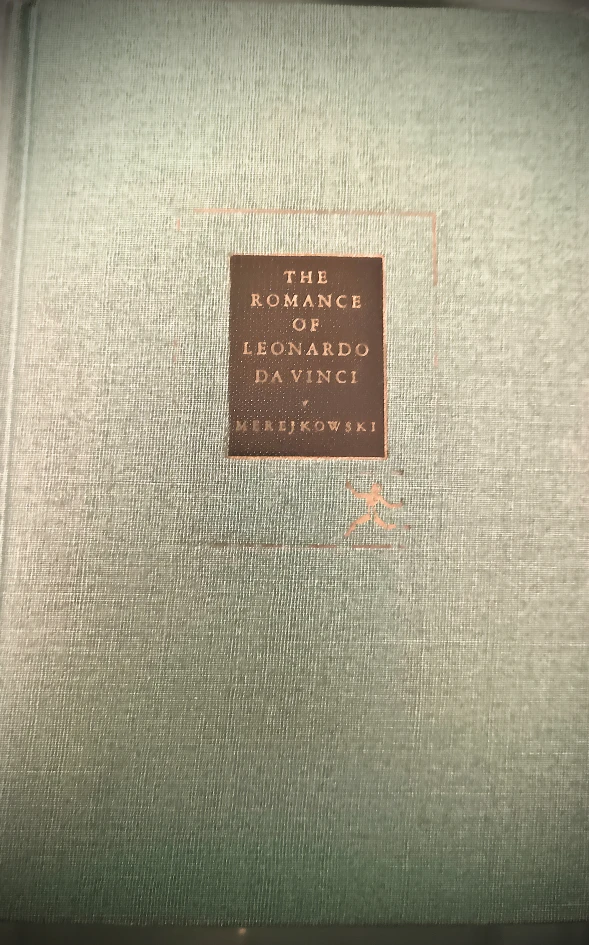 THE
ROMANCE
OF
LEONARDO
DA VINCI
MEREJKOWSKI